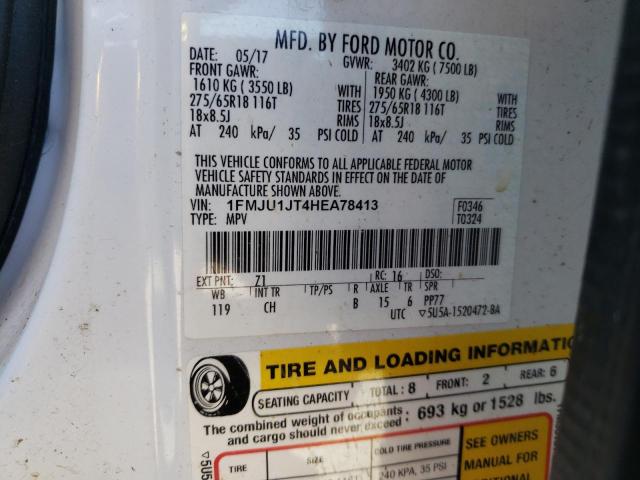 MFD. BY FORD MOTOR CO.
DATE: 05/17 GVWR: 3402 KG ( 7500 LB)
FRONT GAWR: REAR GAWR:
1610 KG ( 3550 LB) WITH 1950 KG ( 4300 LB) WITH
275/65R18 116T TIRES 275/65R18 116T TIRES
18x8.5J RIMS 18x8.5J RIMS
AT 240 kPa/ 35 PSI COLD AT 240 kPa/ 35 PSI COLD
THIS VEHICLE CONFORMS TO ALL APPLICABLE FEDERAL MOTOR
VEHICLE SAFETY STANDARDS IN EFFECT ON THE DATE OF
MANUFACTURE SHOWN ABOVE.
VIN: 1FMJU1JT4HEA78413 F0346
TYPE: MPV T0324
EXT PNT: Z1 RC: 16 DSO:
WB INT TR TP/PS R AXLE TR SPR
119 CH B 15 6 PP77
UTC ▽5U5A-1520472-BA
TIRE AND LOADING INFORMATION
SEATING CAPACITY TOTAL: 8 FRONT: 2 REAR: 6
The combined weight of occupants and cargo should never exceed: 693 kg or 1528 lbs.
TIRE SIZE COLD TIRE PRESSURE SEE OWNERS
MANUAL FOR
240 KPA, 35 PSI ADDITIONAL
▽5U5